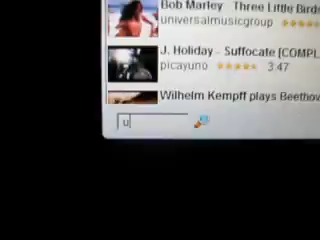 Bob Marley Three Little Birds
universalmusicgroup
J. Holiday - Suffocate [COMPL
picayuno 3:47
Wilhelm Kempff plays Beethov
u